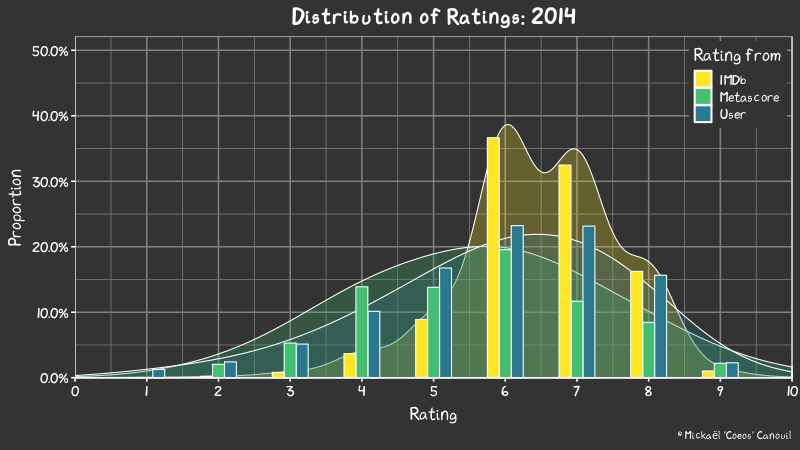 Distribution of Ratings: 2014
Rating from
IMDb
Metascore
User
Proportion
50.0%
40.0%
30.0%
20.0%
10.0%
0.0%
0 1 2 3 4 5 6 7 8 9 10
Rating
© Mickaël 'Coeos' Canouil